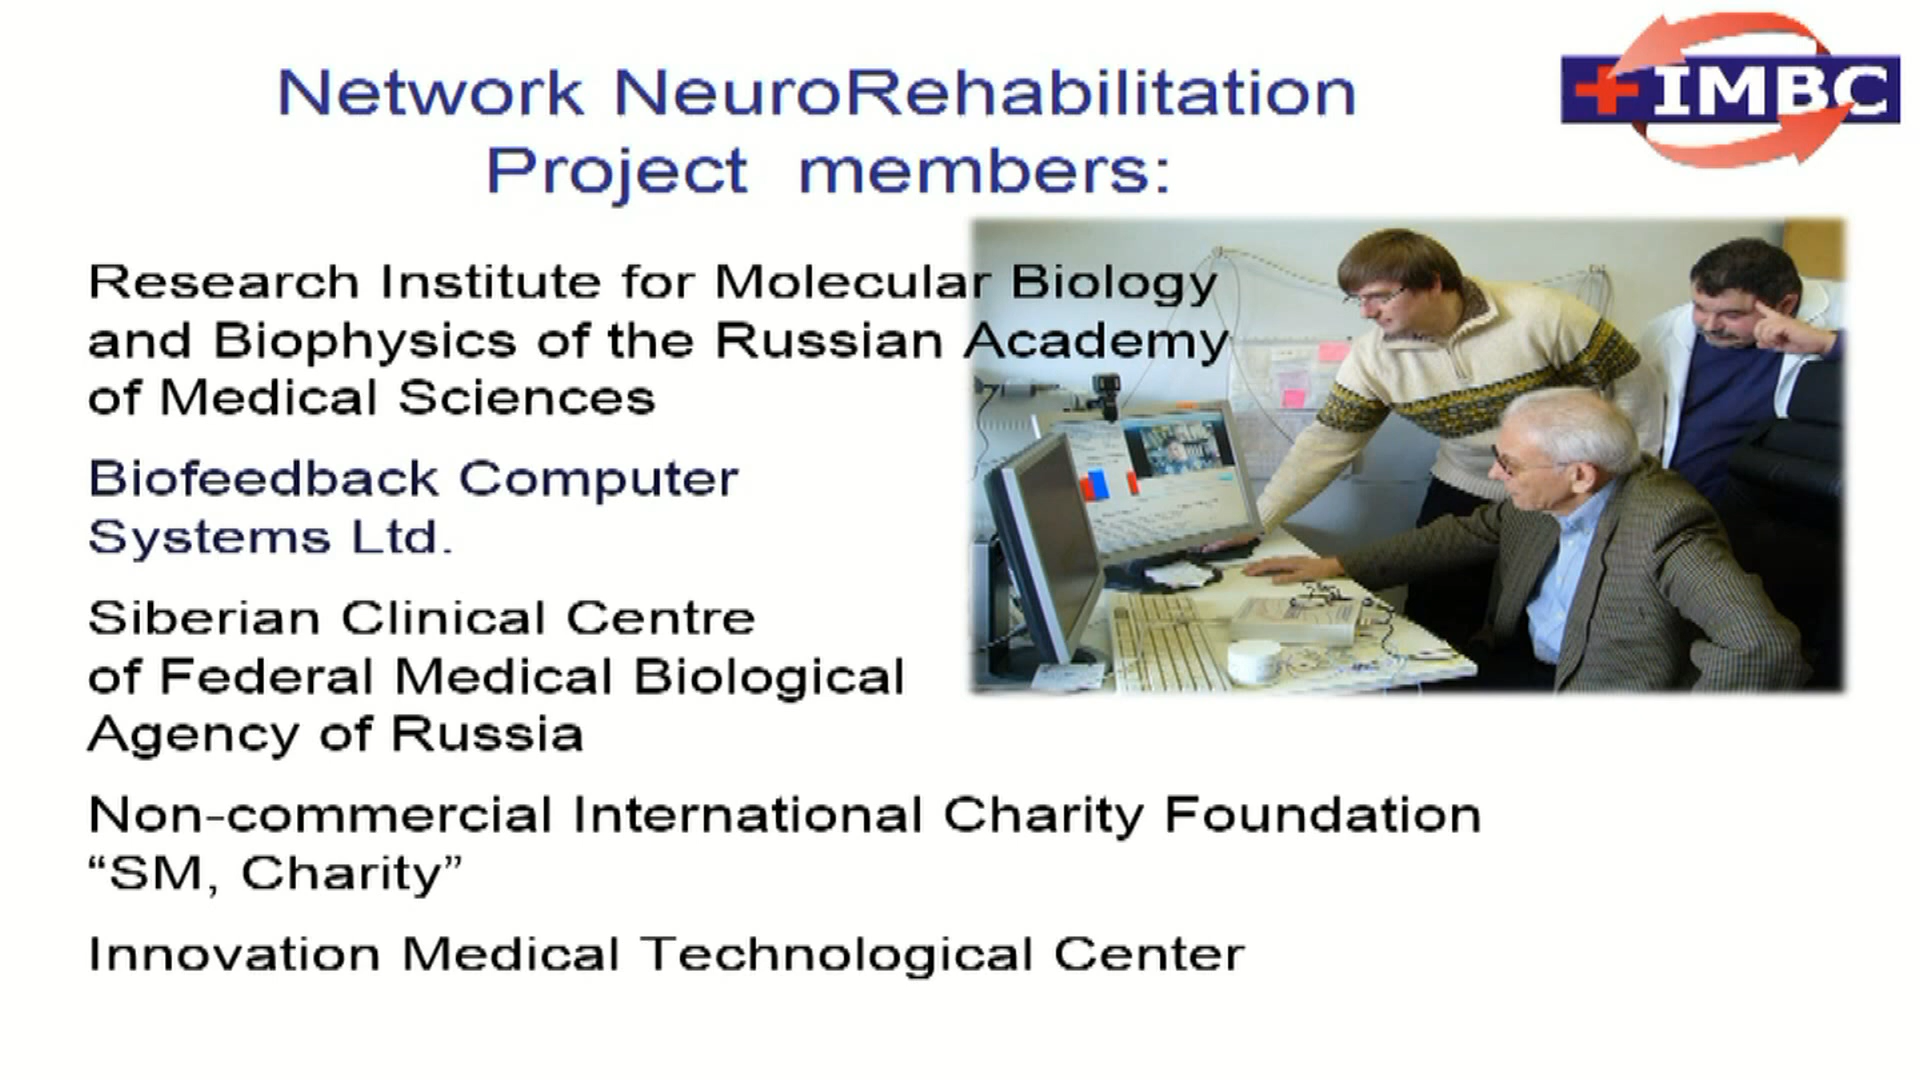 Network NeuroRehabilitation
Project members:
+IMBC
Research Institute for Molecular Biology
and Biophysics of the Russian Academy
of Medical Sciences
Biofeedback Computer
Systems Ltd.
Siberian Clinical Centre
of Federal Medical Biological
Agency of Russia
Non-commercial International Charity Foundation
“SM, Charity”
Innovation Medical Technological Center